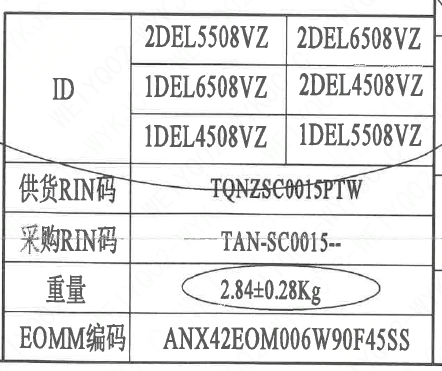 ID
2DEL5508VZ 2DEL6508VZ
1DEL6508VZ 2DEL4508VZ
1DEL4508VZ 1DEL5508VZ
供货RIN码 TQNZSC0015PTW
采购RIN码 TAN-SC0015--
重量 2.84±0.28Kg
EOMM编码 ANX42EOM006W90F45SS